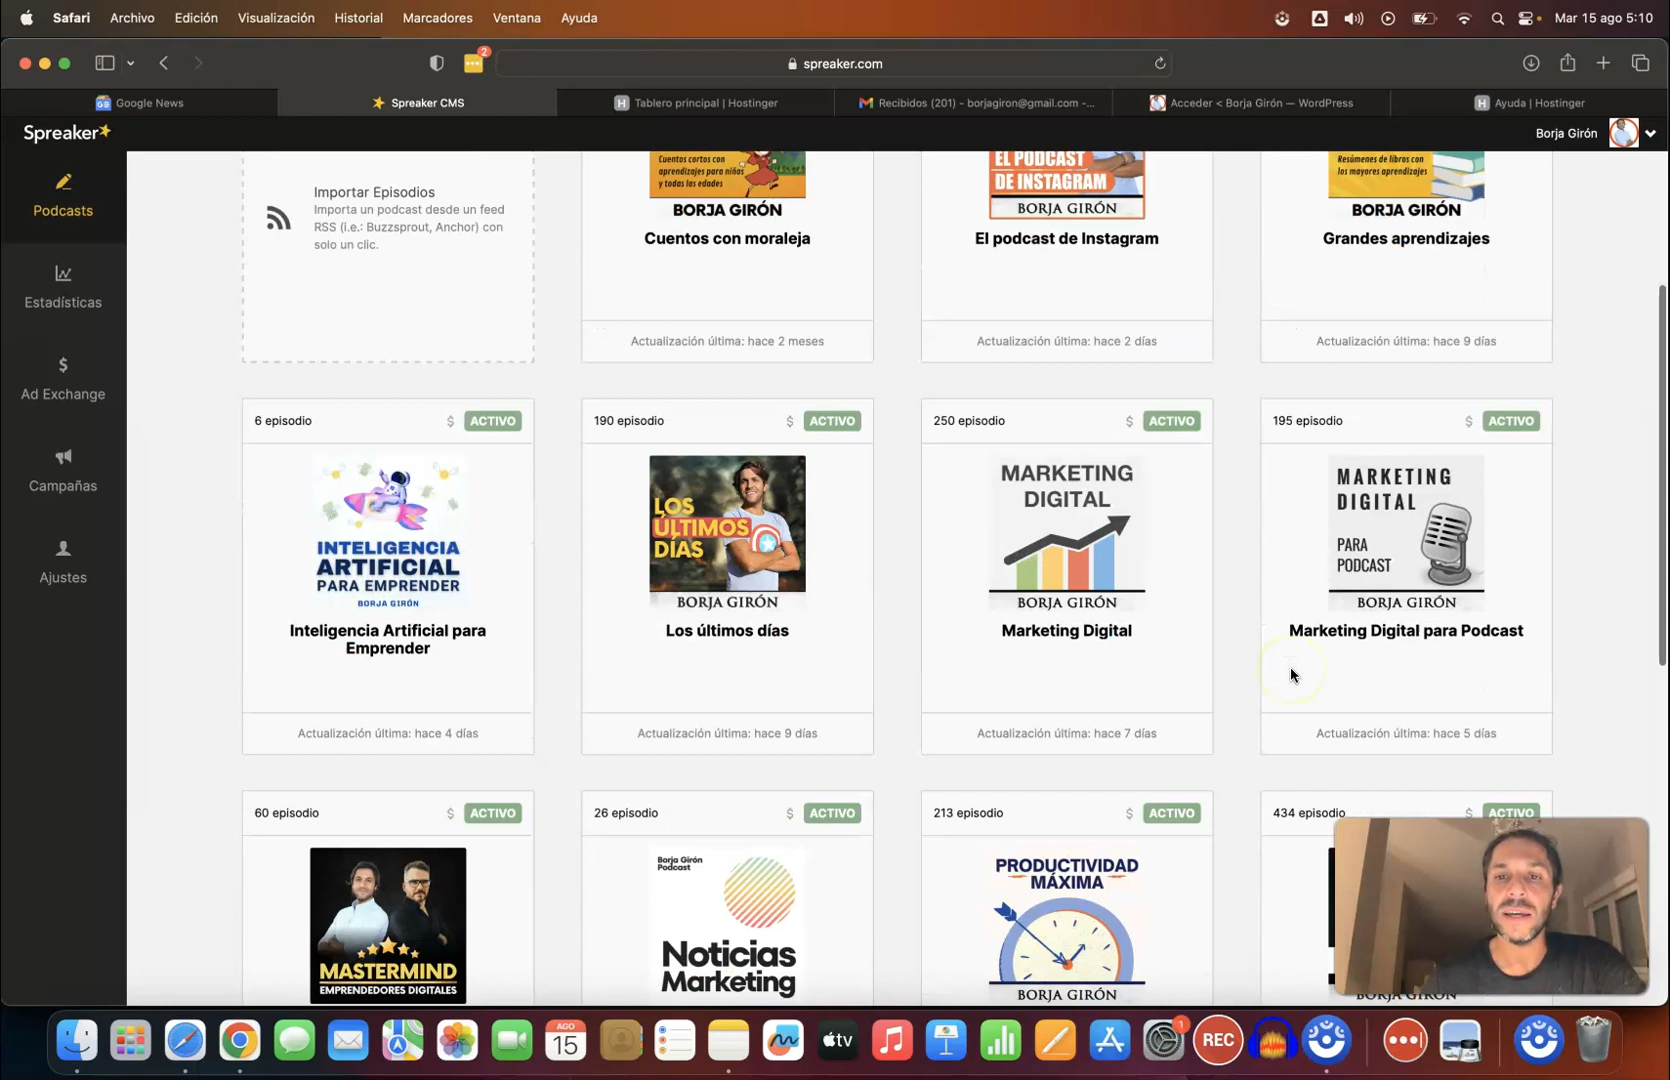 Safari Archivo Edición Visualización Historial Marcadores Ventana Ayuda Mar 15 ago 5:10
2
spreaker.com
Google News
Spreaker CMS
Tablero principal | Hostinger
Recibidos (201) - borjagiron@gmail.com -...
Acceder < Borja Girón — WordPress
Ayuda | Hostinger
Spreaker
Borja Girón
Podcasts
Estadísticas
Ad Exchange
Campañas
Ajustes
Importar Episodios
Importa un podcast desde un feed
RSS (i.e.: Buzzsprout, Anchor) con
solo un clic.
Cuentos cortos con
aprendizajes para niños
y todas las edades
BORJA GIRÓN
Cuentos con moraleja
Actualización última: hace 2 meses
EL PODCAST
DE INSTAGRAM
BORJA GIRÓN
El podcast de Instagram
Actualización última: hace 2 días
Resúmenes de libros
con los mayores
aprendizajes
BORJA GIRÓN
Grandes aprendizajes
Actualización última: hace 9 días
6 episodio $ ACTIVO
INTELIGENCIA
ARTIFICIAL
PARA EMPRENDER
BORJA GIRÓN
Inteligencia Artificial para
Emprender
Actualización última: hace 4 días
190 episodio $ ACTIVO
LOS
ÚLTIMOS
DÍAS
BORJA GIRÓN
Los últimos días
Actualización última: hace 9 días
250 episodio $ ACTIVO
MARKETING
DIGITAL
BORJA GIRÓN
Marketing Digital
Actualización última: hace 7 días
195 episodio $ ACTIVO
MARKETING
DIGITAL
PARA
PODCAST
BORJA GIRÓN
Marketing Digital para Podcast
Actualización última: hace 5 días
60 episodio $ ACTIVO
MASTERMIND
EMPRENDEDORES DIGITALES
26 episodio $ ACTIVO
Borja Girón
Podcast
Noticias
Marketing
213 episodio $ ACTIVO
PRODUCTIVIDAD
MÁXIMA
BORJA GIRÓN
434 episodio $ ACTIVO
BORJA GIRÓN
AGO
15
tv
1
REC